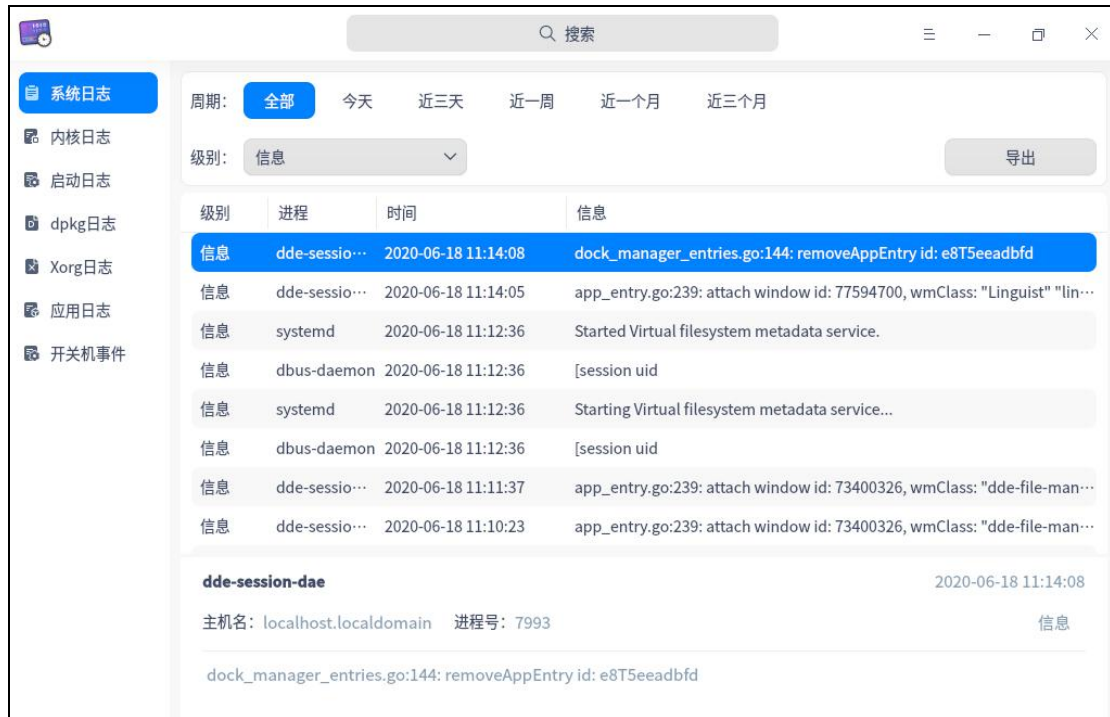 搜索
系统日志
内核日志
启动日志
dpkg日志
Xorg日志
应用日志
开关机事件
周期： 全部 今天 近三天 近一周 近一个月 近三个月
级别： 信息 导出
级别 进程 时间 信息
信息 dde-sessio… 2020-06-18 11:14:08 dock_manager_entries.go:144: removeAppEntry id: e8T5eeadbfd
信息 dde-sessio… 2020-06-18 11:14:05 app_entry.go:239: attach window id: 77594700, wmClass: "Linguist" "lin…
信息 systemd 2020-06-18 11:12:36 Started Virtual filesystem metadata service.
信息 dbus-daemon 2020-06-18 11:12:36 [session uid
信息 systemd 2020-06-18 11:12:36 Starting Virtual filesystem metadata service...
信息 dbus-daemon 2020-06-18 11:12:36 [session uid
信息 dde-sessio… 2020-06-18 11:11:37 app_entry.go:239: attach window id: 73400326, wmClass: "dde-file-man…
信息 dde-sessio… 2020-06-18 11:10:23 app_entry.go:239: attach window id: 73400326, wmClass: "dde-file-man…
dde-session-dae 2020-06-18 11:14:08
主机名： localhost.localdomain 进程号： 7993 信息
dock_manager_entries.go:144: removeAppEntry id: e8T5eeadbfd